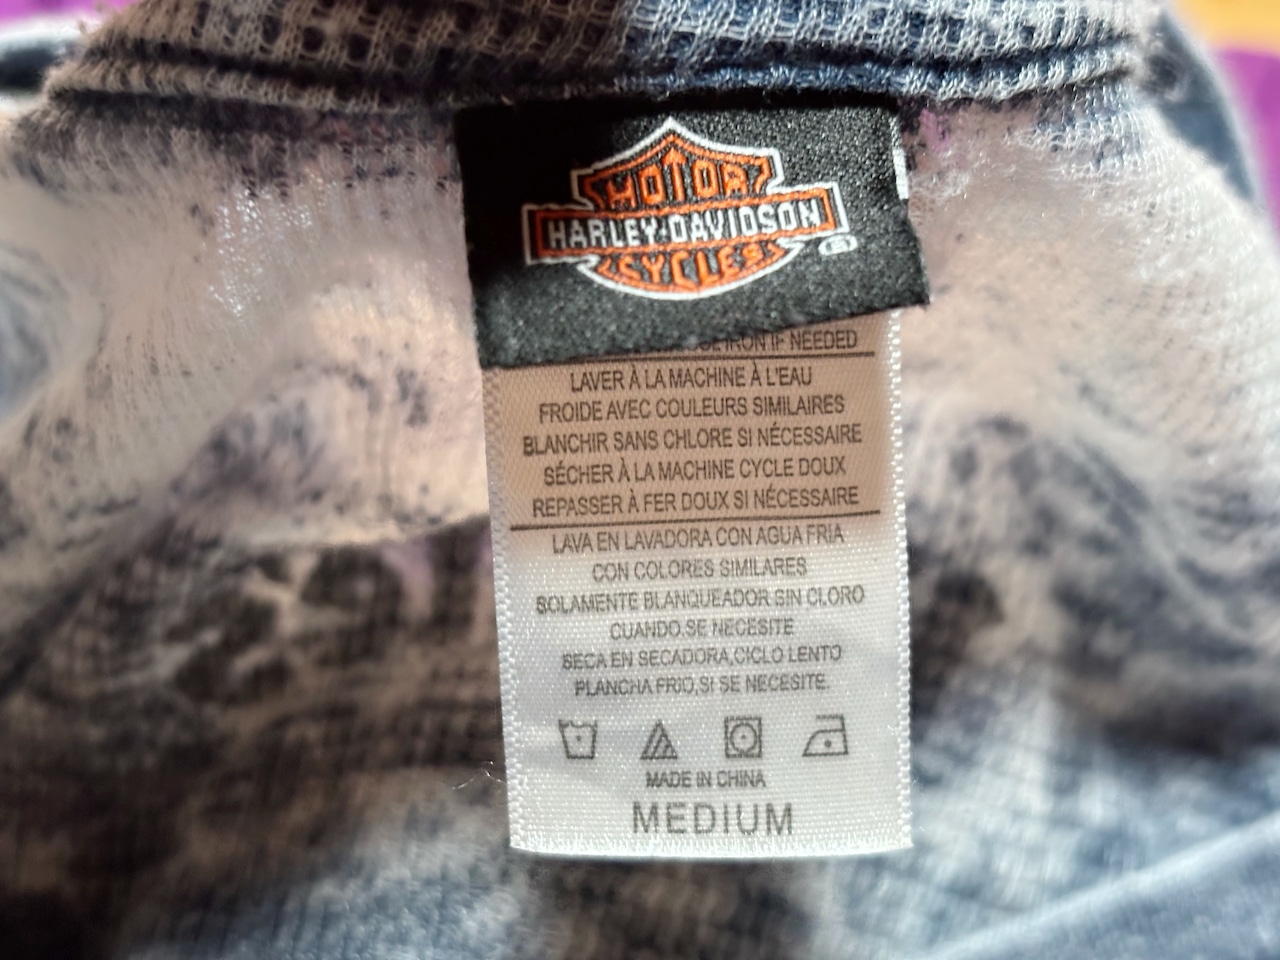 MOTOR
HARLEY-DAVIDSON
CYCLES
IRON IF NEEDED
LAVER À LA MACHINE À L'EAU
FROIDE AVEC COULEURS SIMILAIRES
BLANCHIR SANS CHLORE SI NÉCESSAIRE
SÉCHER À LA MACHINE CYCLE DOUX
REPASSER À FER DOUX SI NÉCESSAIRE
LAVA EN LAVADORA CON AGUA FRIA
CON COLORES SIMILARES
SOLAMENTE BLANQUEADOR SIN CLORO
CUANDO.SE NECESITE
SECA EN SECADORA,CICLO LENTO
PLANCHA FRIO,SI SE NECESITE.
MADE IN CHINA
MEDIUM